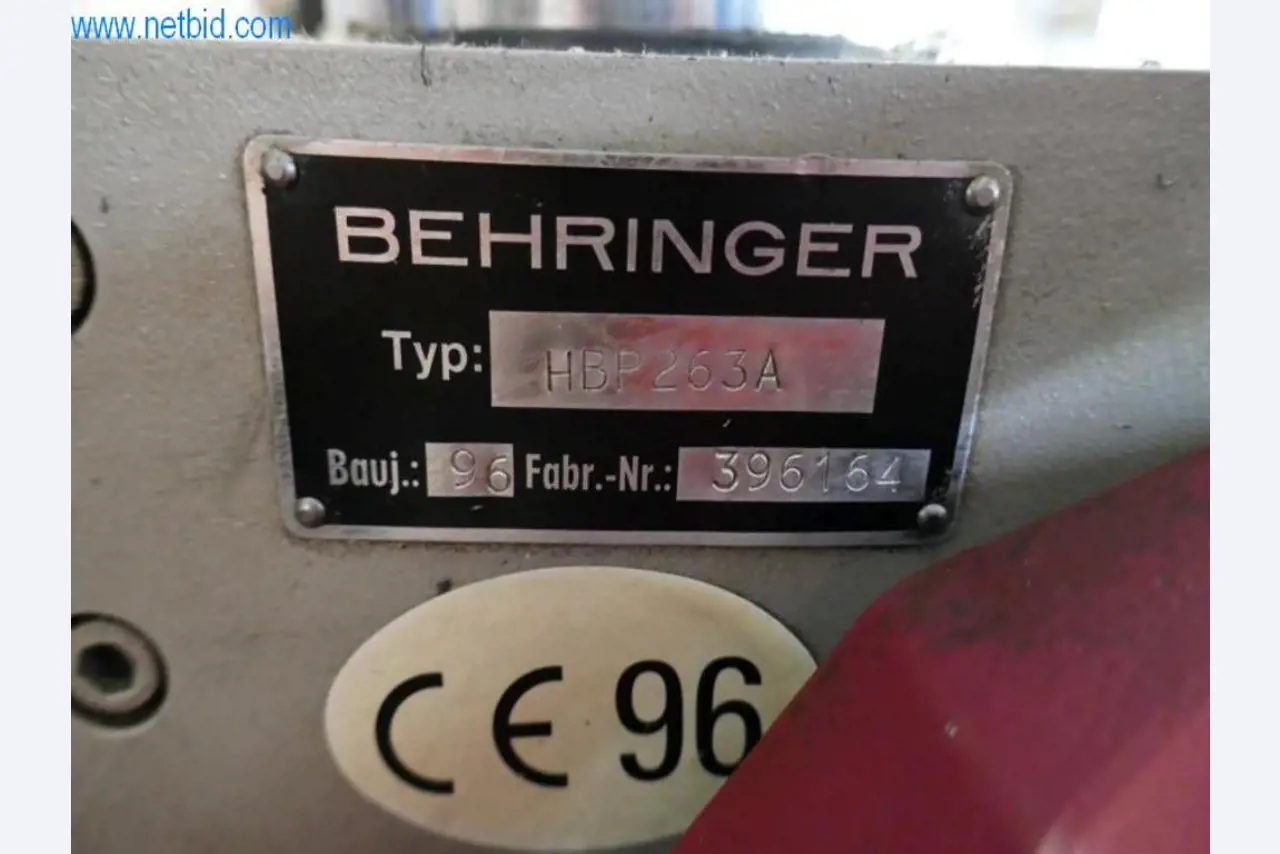 www.netbid.com
BEHRINGER
Typ: HBP263A
Bauj.: 96 Fabr.-Nr.: 396164
CE 96